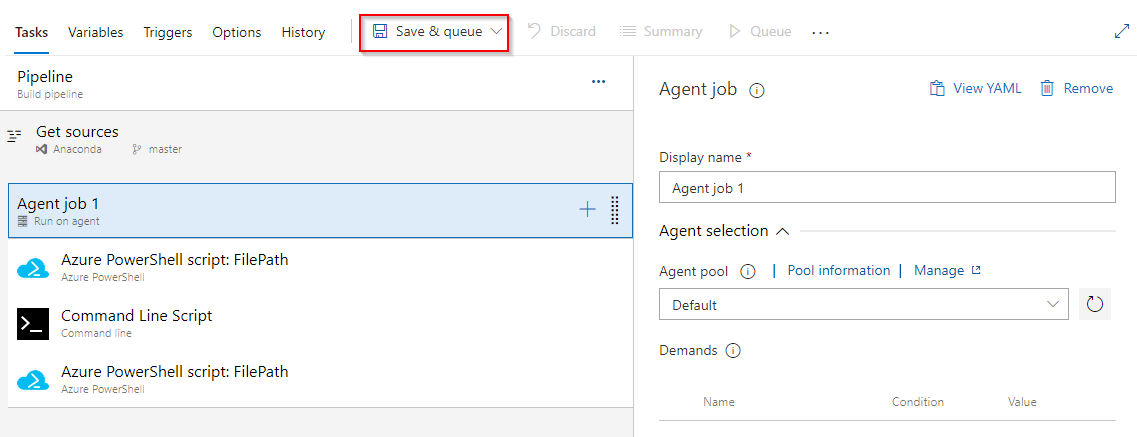 Tasks Variables Triggers Options History Save & queue Discard Summary Queue ...
Pipeline ...
Build pipeline
Get sources
Anaconda master
Agent job 1
Run on agent
Azure PowerShell script: FilePath
Azure PowerShell
Command Line Script
Command line
Azure PowerShell script: FilePath
Azure PowerShell
Agent job View YAML Remove
Display name *
Agent job 1
Agent selection
Agent pool | Pool information | Manage
Default
Demands
Name Condition Value